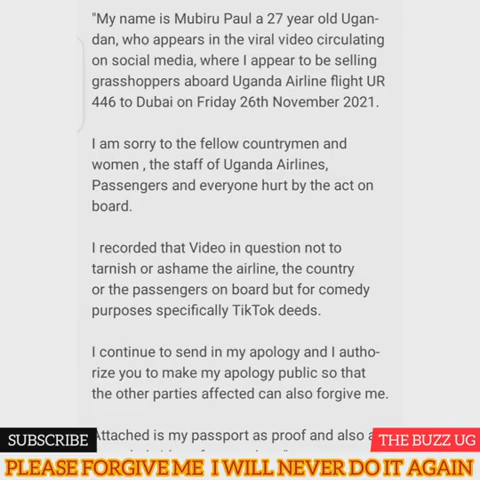 "My name is Mubiru Paul a 27 year old Ugan-
dan, who appears in the viral video circulating
on social media, where I appear to be selling
grasshoppers aboard Uganda Airline flight UR
446 to Dubai on Friday 26th November 2021.
I am sorry to the fellow countrymen and
women , the staff of Uganda Airlines,
Passengers and everyone hurt by the act on
board.
I recorded that Video in question not to
tarnish or ashame the airline, the country
or the passengers on board but for comedy
purposes specifically TikTok deeds.
I continue to send in my apology and I autho-
rize you to make my apology public so that
the other parties affected can also forgive me.
Attached is my passport as proof and also a
SUBSCRIBE
THE BUZZ UG
PLEASE FORGIVE ME I WILL NEVER DO IT AGAIN